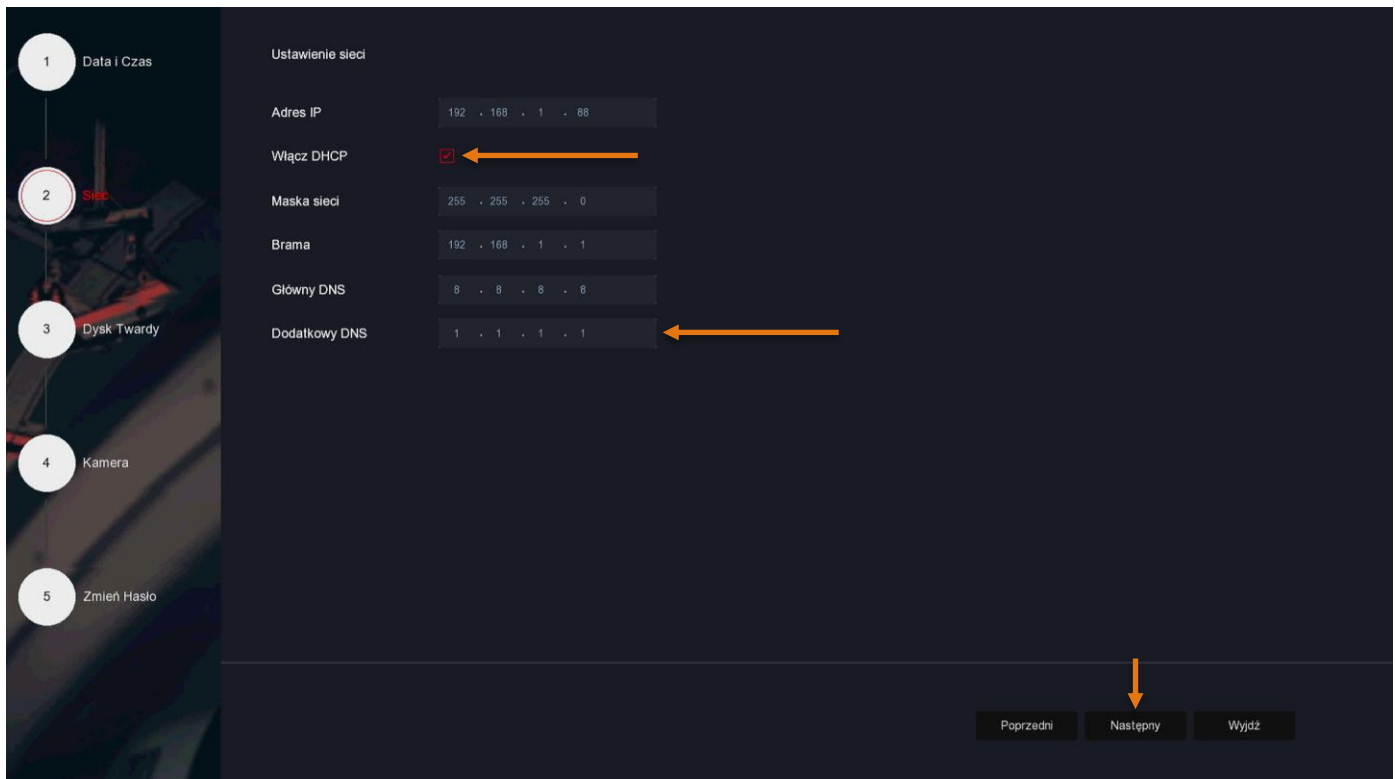 1 Data i Czas
2 Sieć
3 Dysk Twardy
4 Kamera
5 Zmień Hasło
Ustawienie sieci
Adres IP 192 . 168 . 1 . 88
Włącz DHCP
Maska sieci 255 . 255 . 255 . 0
Brama 192 . 168 . 1 . 1
Główny DNS 8 . 8 . 8 . 8
Dodatkowy DNS 1 . 1 . 1 . 1
Poprzedni Następny Wyjdź